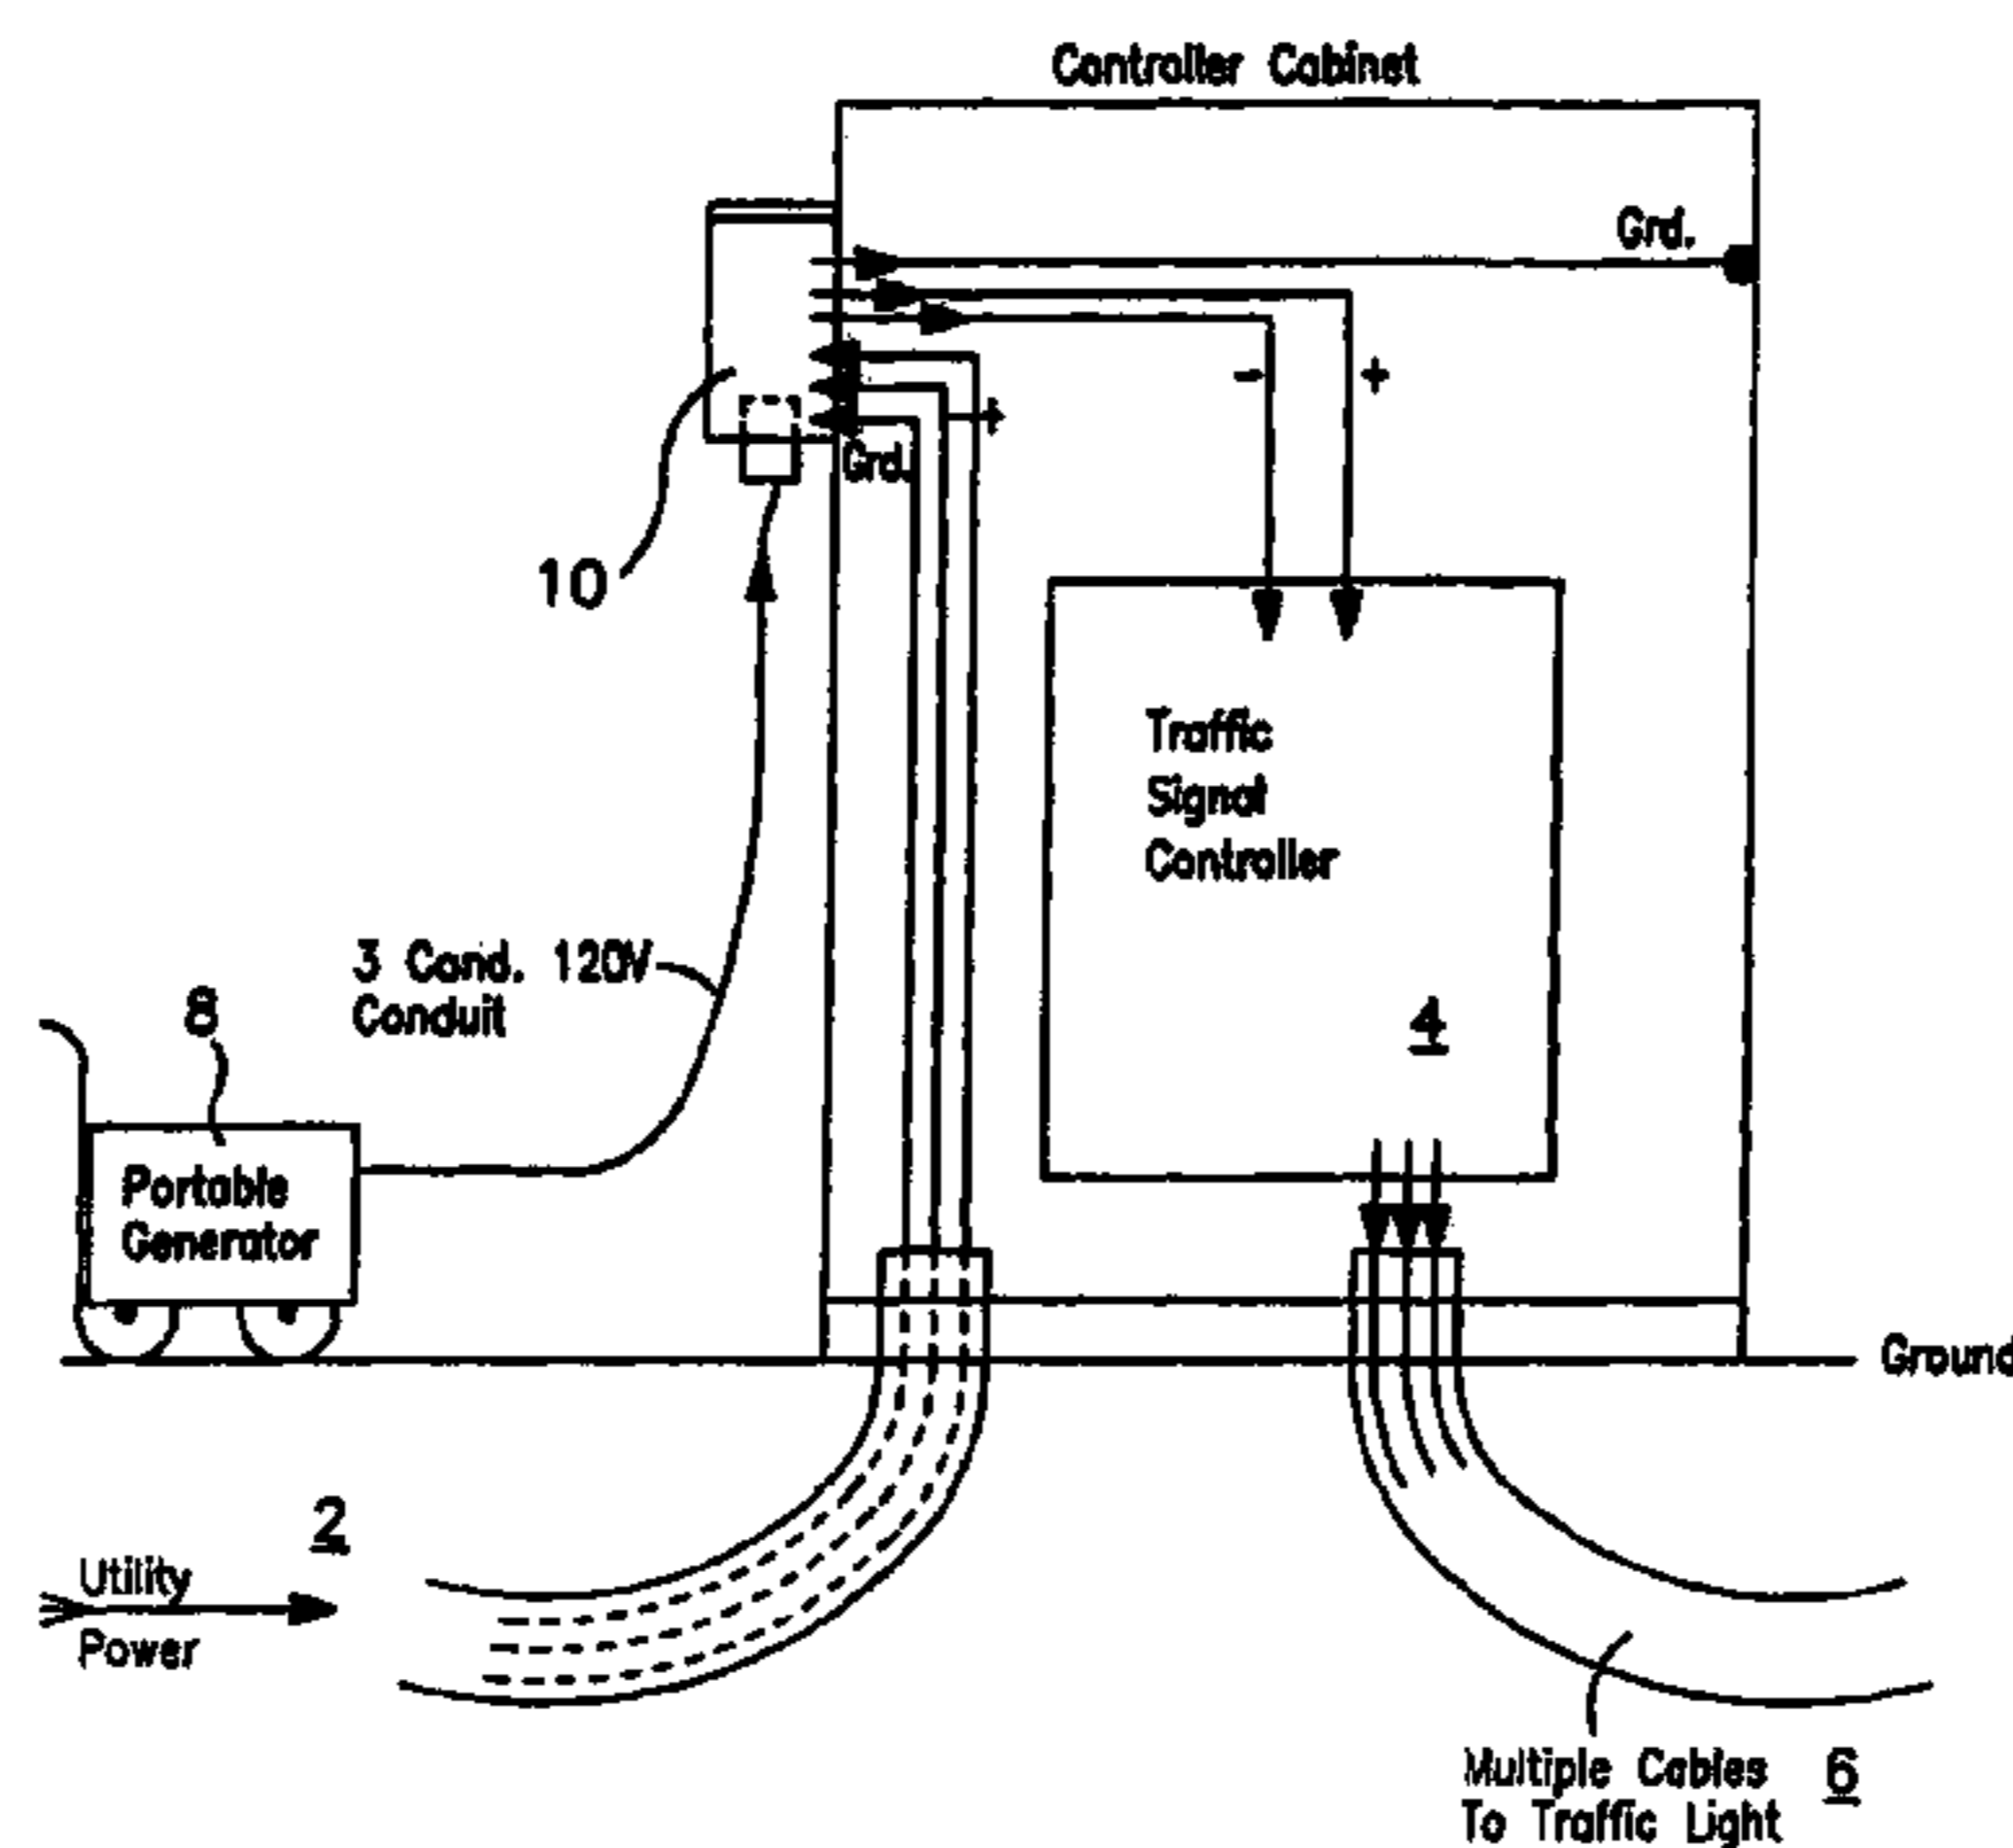 Controller Cabinet
Grd.
-
+
+
Grd.
10
Traffic
Signal
Controller
3 Cond. 120V
Conduit
8
4
Portable
Generator
Ground
2
Utility
Power
Multiple Cables
To Traffic Light
6